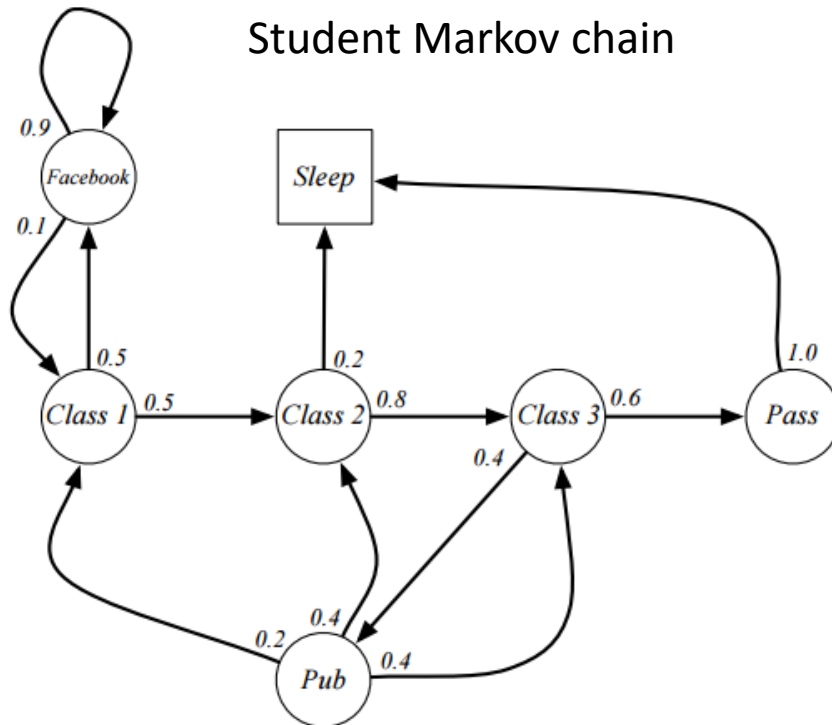 Student Markov chain
0.9
Facebook
Sleep
0.1
0.5
0.2
1.0
Class 1
0.5
Class 2
0.8
Class 3
0.6
Pass
0.4
0.4
0.2
Pub
0.4